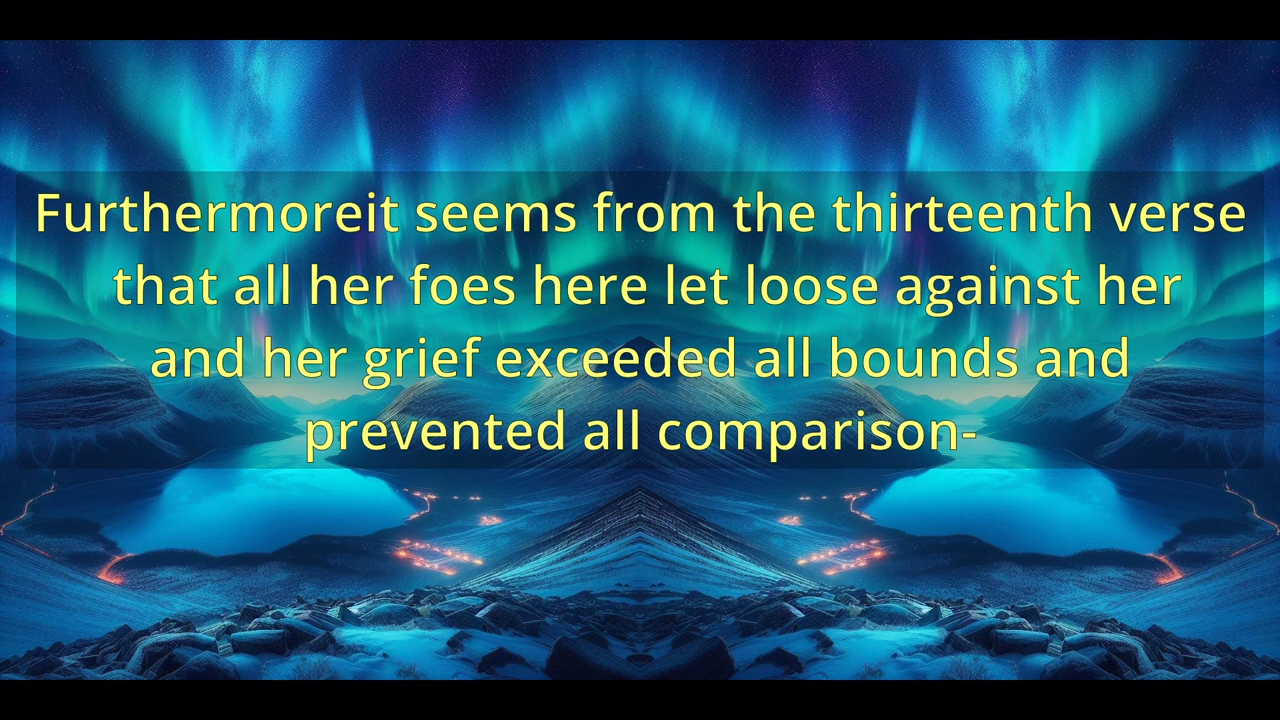 Furthermoreit seems from the thirteenth verse
that all her foes here let loose against her
and her grief exceeded all bounds and
prevented all comparison-